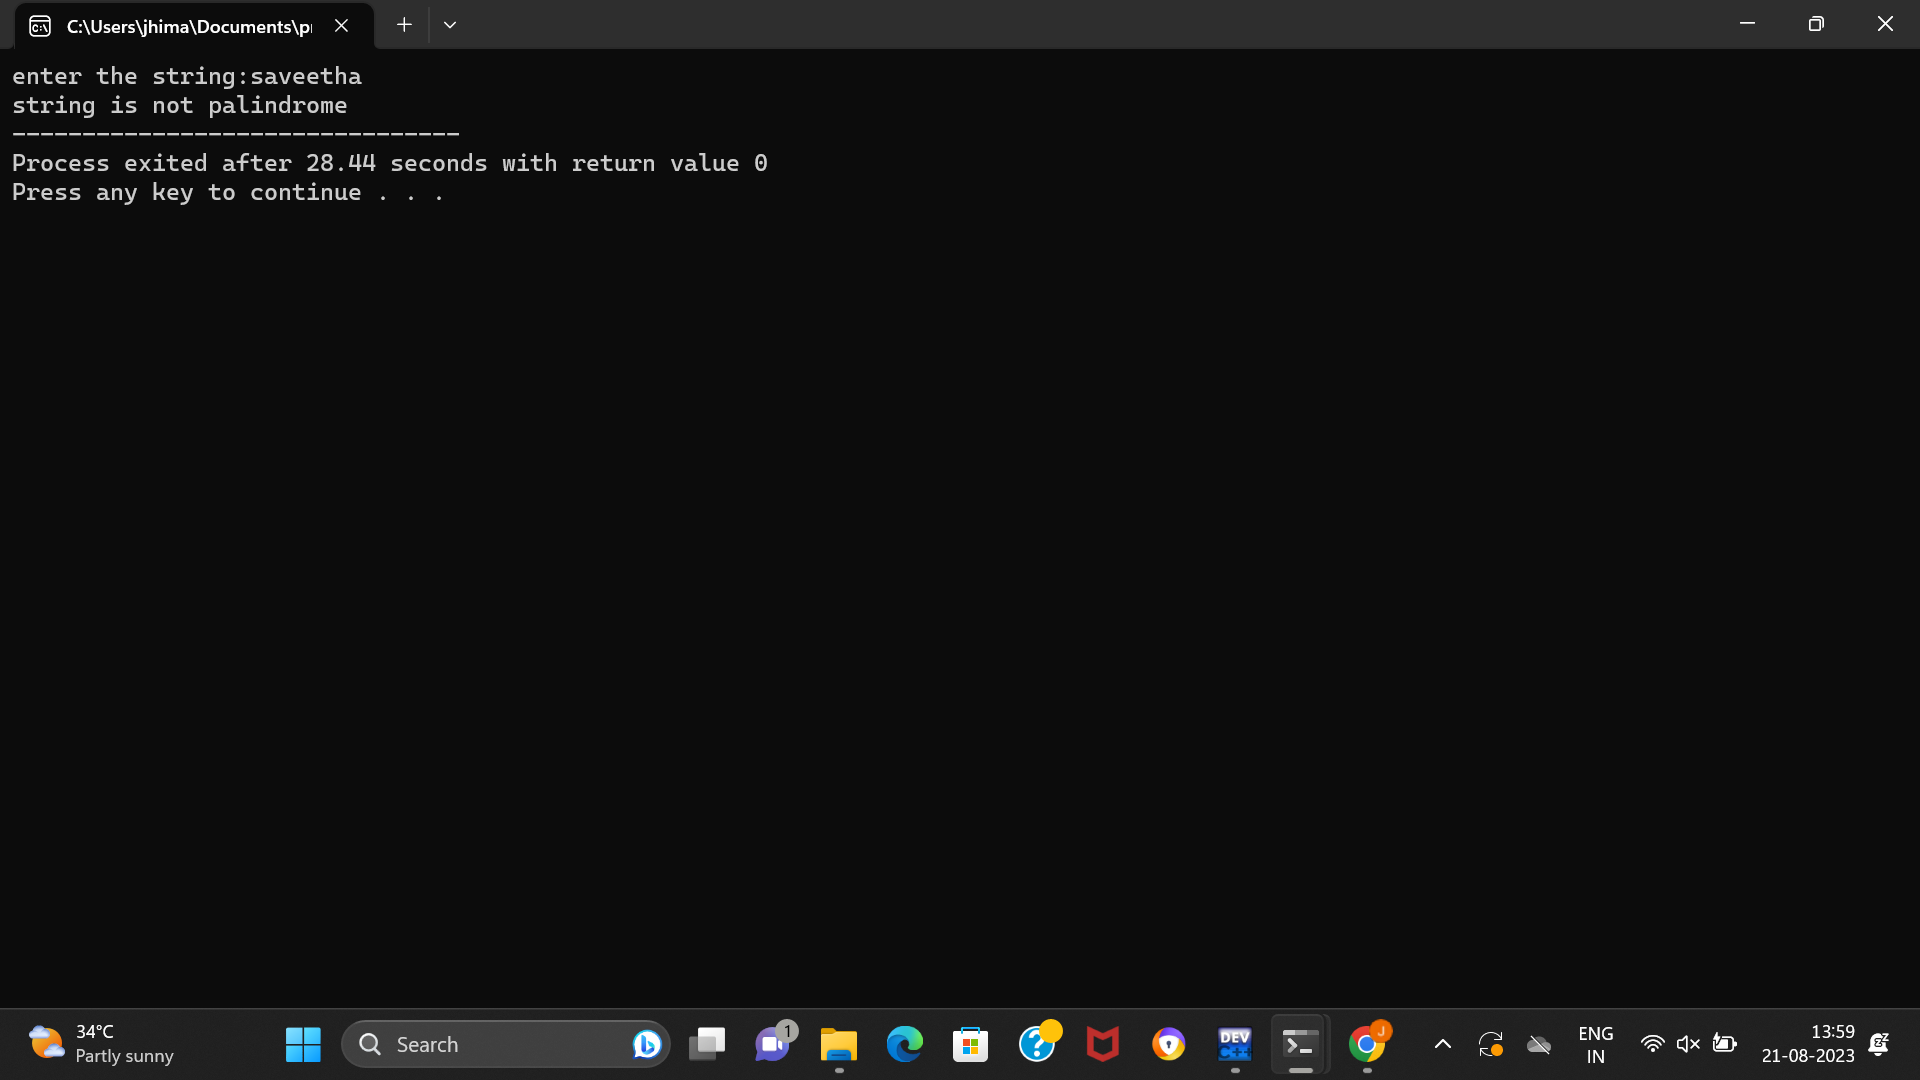 C:\Users\jhima\Documents\p
enter the string:saveetha
string is not palindrome
--------------------------------
Process exited after 28.44 seconds with return value 0
Press any key to continue . . .
34°C
Partly sunny
Search
1
DEV
C++
J
ENG
IN
13:59
21-08-2023